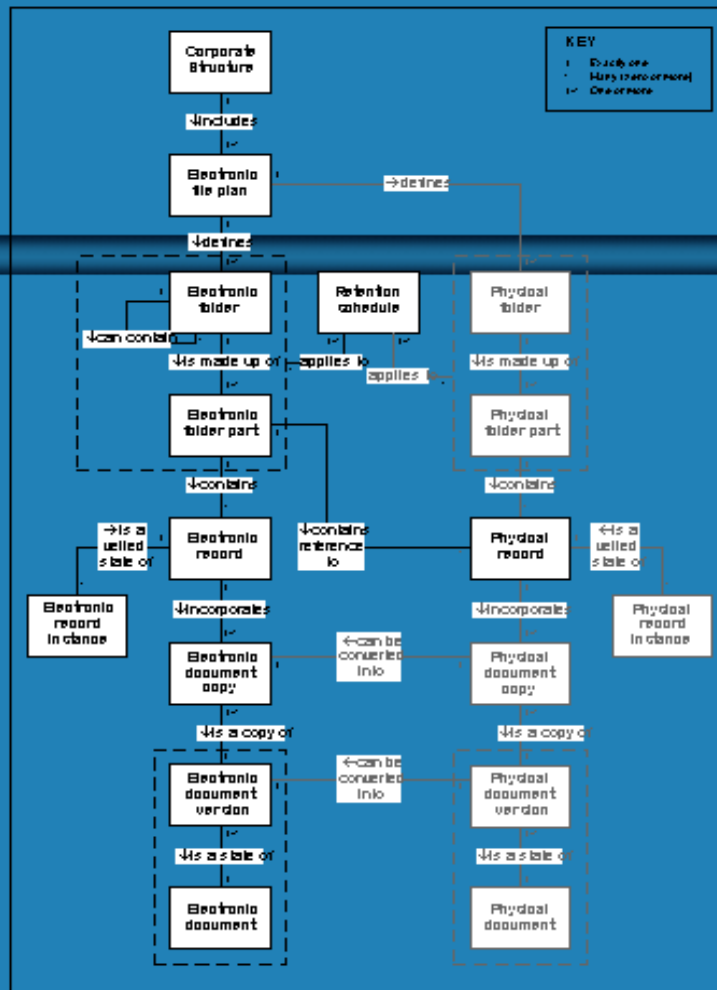 Corporate
Structure
KEY
Exactly one
Many (zero or more)
One or more
↓includes
Electronic
file plan
→defines
↓defines
Electronic
folder
Retention
schedule
Physical
folder
↓can contain
↓is made up of
applies to
applies t
↓is made up of
Electronic
folder part
Physical
folder part
↓contains
↓contains
→is a
state of
Electronic
record
↓contains
reference
to
Physical
record
←is a
state of
Electronic
record
instance
↓incorporates
↓incorporates
Physical
record
instance
Electronic
document
copy
←can be
converted
into
Physical
document
copy
↓is a copy of
↓is a copy of
Electronic
document
version
←can be
converted
into
Physical
document
version
↓is a state of
↓is a state of
Electronic
document
Physical
document